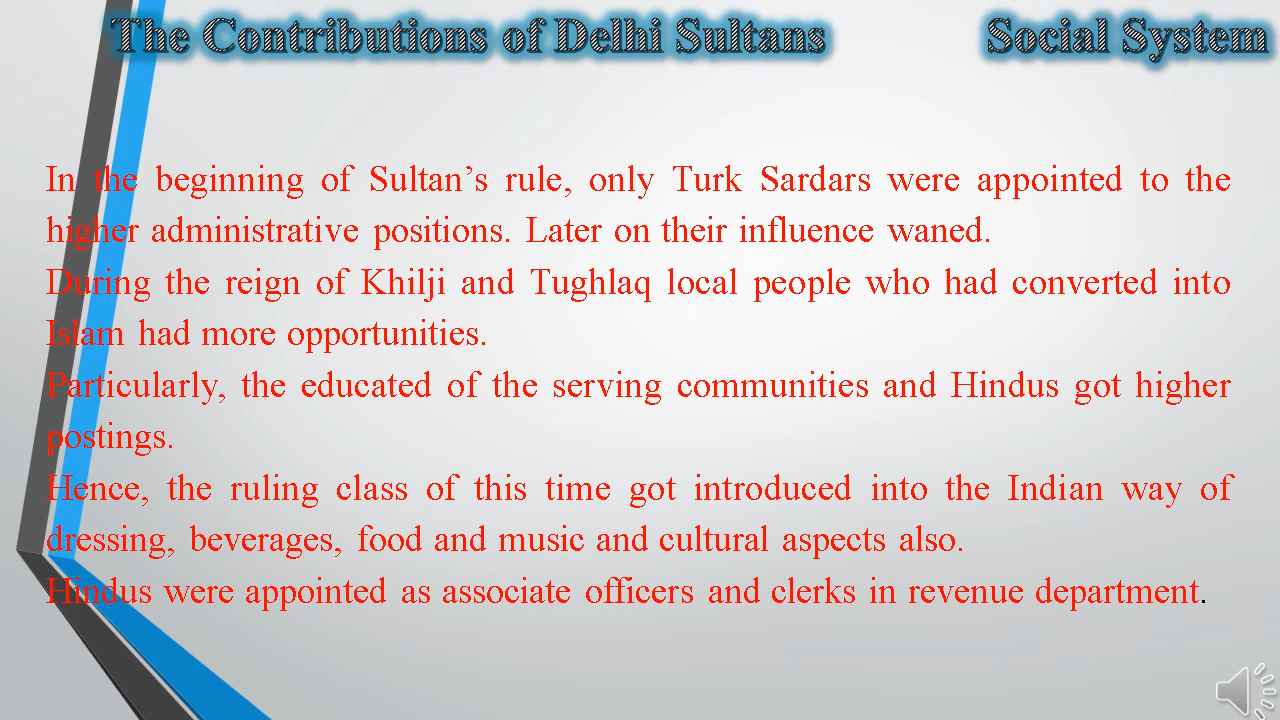 The Contributions of Delhi Sultans Social System
In the beginning of Sultan’s rule, only Turk Sardars were appointed to the
higher administrative positions. Later on their influence waned.
During the reign of Khilji and Tughlaq local people who had converted into
Islam had more opportunities.
Particularly, the educated of the serving communities and Hindus got higher
postings.
Hence, the ruling class of this time got introduced into the Indian way of
dressing, beverages, food and music and cultural aspects also.
Hindus were appointed as associate officers and clerks in revenue department.